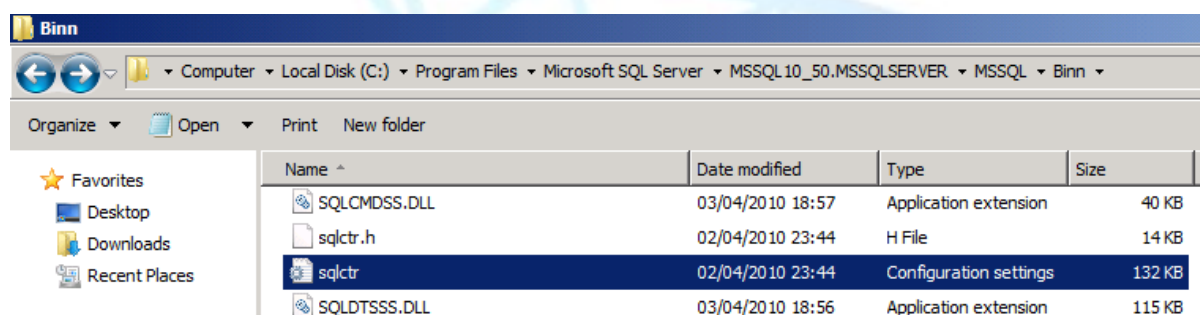 Binn
Computer Local Disk (C:) Program Files Microsoft SQL Server MSSQL10_50.MSSQLSERVER MSSQL Binn
Organize Open Print New folder
Favorites
Desktop
Downloads
Recent Places
Name Date modified Type Size
SQLCMDSS.DLL 03/04/2010 18:57 Application extension 40 KB
sqlctr.h 02/04/2010 23:44 H File 14 KB
sqlctr 02/04/2010 23:44 Configuration settings 132 KB
SQLDTSSS.DLL 03/04/2010 18:56 Application extension 115 KB